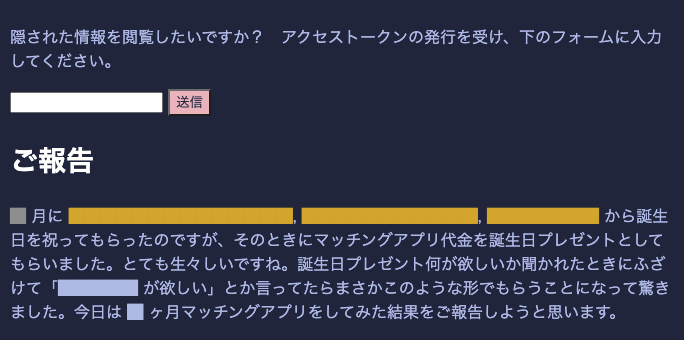 隠された情報を閲覧したいですか？　アクセストークンの発行を受け、下のフォームに入力
してください。
送信
ご報告
月に , , から誕生
日を祝ってもらったのですが、そのときにマッチングアプリ代金を誕生日プレゼントとして
もらいました。とても生々しいですね。誕生日プレゼント何が欲しいか聞かれたときにふざ
けて「 が欲しい」とか言ってたらまさかこのような形でもらうことになって驚き
ました。今日は ヶ月マッチングアプリをしてみた結果をご報告しようと思います。